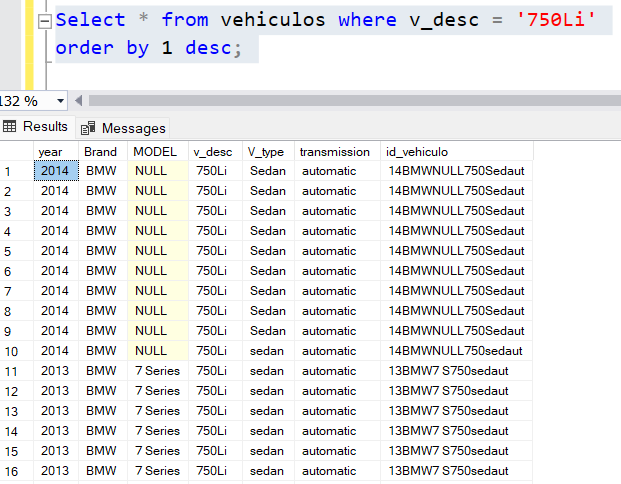 Select * from vehiculos where v_desc = '750Li'
order by 1 desc;
132 %
Results Messages
year Brand MODEL v_desc V_type transmission id_vehiculo
1 2014 BMW NULL 750Li Sedan automatic 14BMWNULL750Sedaut
2 2014 BMW NULL 750Li Sedan automatic 14BMWNULL750Sedaut
3 2014 BMW NULL 750Li Sedan automatic 14BMWNULL750Sedaut
4 2014 BMW NULL 750Li Sedan automatic 14BMWNULL750Sedaut
5 2014 BMW NULL 750Li Sedan automatic 14BMWNULL750Sedaut
6 2014 BMW NULL 750Li Sedan automatic 14BMWNULL750Sedaut
7 2014 BMW NULL 750Li Sedan automatic 14BMWNULL750Sedaut
8 2014 BMW NULL 750Li Sedan automatic 14BMWNULL750Sedaut
9 2014 BMW NULL 750Li Sedan automatic 14BMWNULL750Sedaut
10 2014 BMW NULL 750Li sedan automatic 14BMWNULL750sedaut
11 2013 BMW 7 Series 750Li sedan automatic 13BMW7 S750sedaut
12 2013 BMW 7 Series 750Li sedan automatic 13BMW7 S750sedaut
13 2013 BMW 7 Series 750Li sedan automatic 13BMW7 S750sedaut
14 2013 BMW 7 Series 750Li sedan automatic 13BMW7 S750sedaut
15 2013 BMW 7 Series 750Li sedan automatic 13BMW7 S750sedaut
16 2013 BMW 7 Series 750Li sedan automatic 13BMW7 S750sedaut